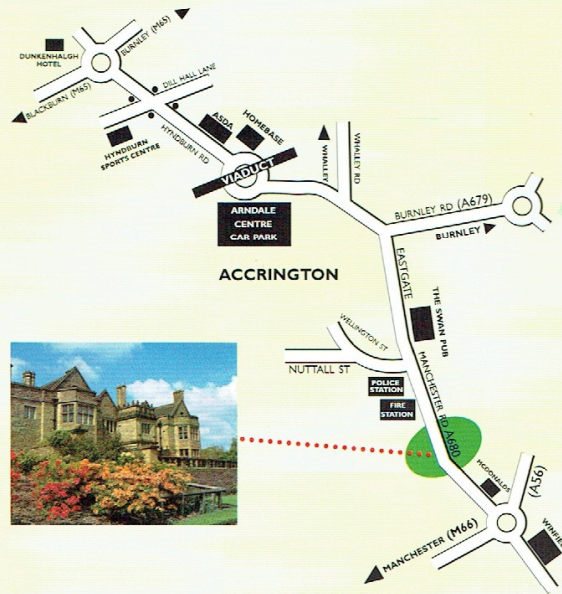 BURNLEY (M65)
DUNKENHALGH
HOTEL
BLACKBURN (M65)
DILL HALL LANE
HYNDBURN
SPORTS CENTRE
HYNDBURN RD
ASDA
HOMEBASE
VIADUCT
WHALLEY
WHALLEY RD
ARNDALE
CENTRE
CAR PARK
BURNLEY RD (A679)
BURNLEY
ACCRINGTON
EASTGATE
THE SWAN PUB
WELLINGTON ST
NUTTALL ST
MANCHESTER RD A680
POLICE
STATION
FIRE
STATION
MCDONALDS
(A56)
MANCHESTER (M66)